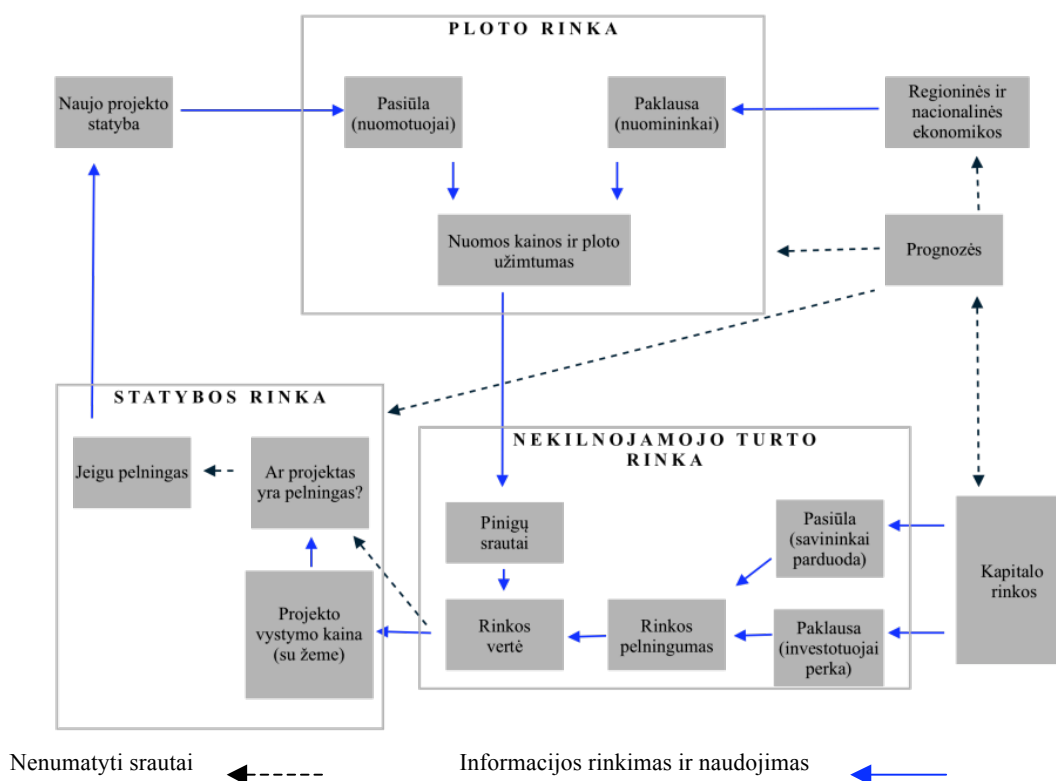 PLOTO RINKA
Naujo projekto
statyba
Pasiūla
(nuomotuojai)
Paklausa
(nuomininkai)
Regioninės ir
nacionalinės
ekonomikos
Nuomos kainos ir ploto
užimtumas
Prognozės
STATYBOS RINKA
Jeigu pelningas
Ar projektas
yra pelningas?
Projekto
vystymo kaina
(su žeme)
NEKILNOJAMOJO TURTO
RINKA
Pinigų
srautai
Pasiūla
(savininkai
parduoda)
Rinkos
vertė
Rinkos
pelningumas
Paklausa
(investotuojai
perka)
Kapitalo
rinkos
Nenumatyti srautai
Informacijos rinkimas ir naudojimas